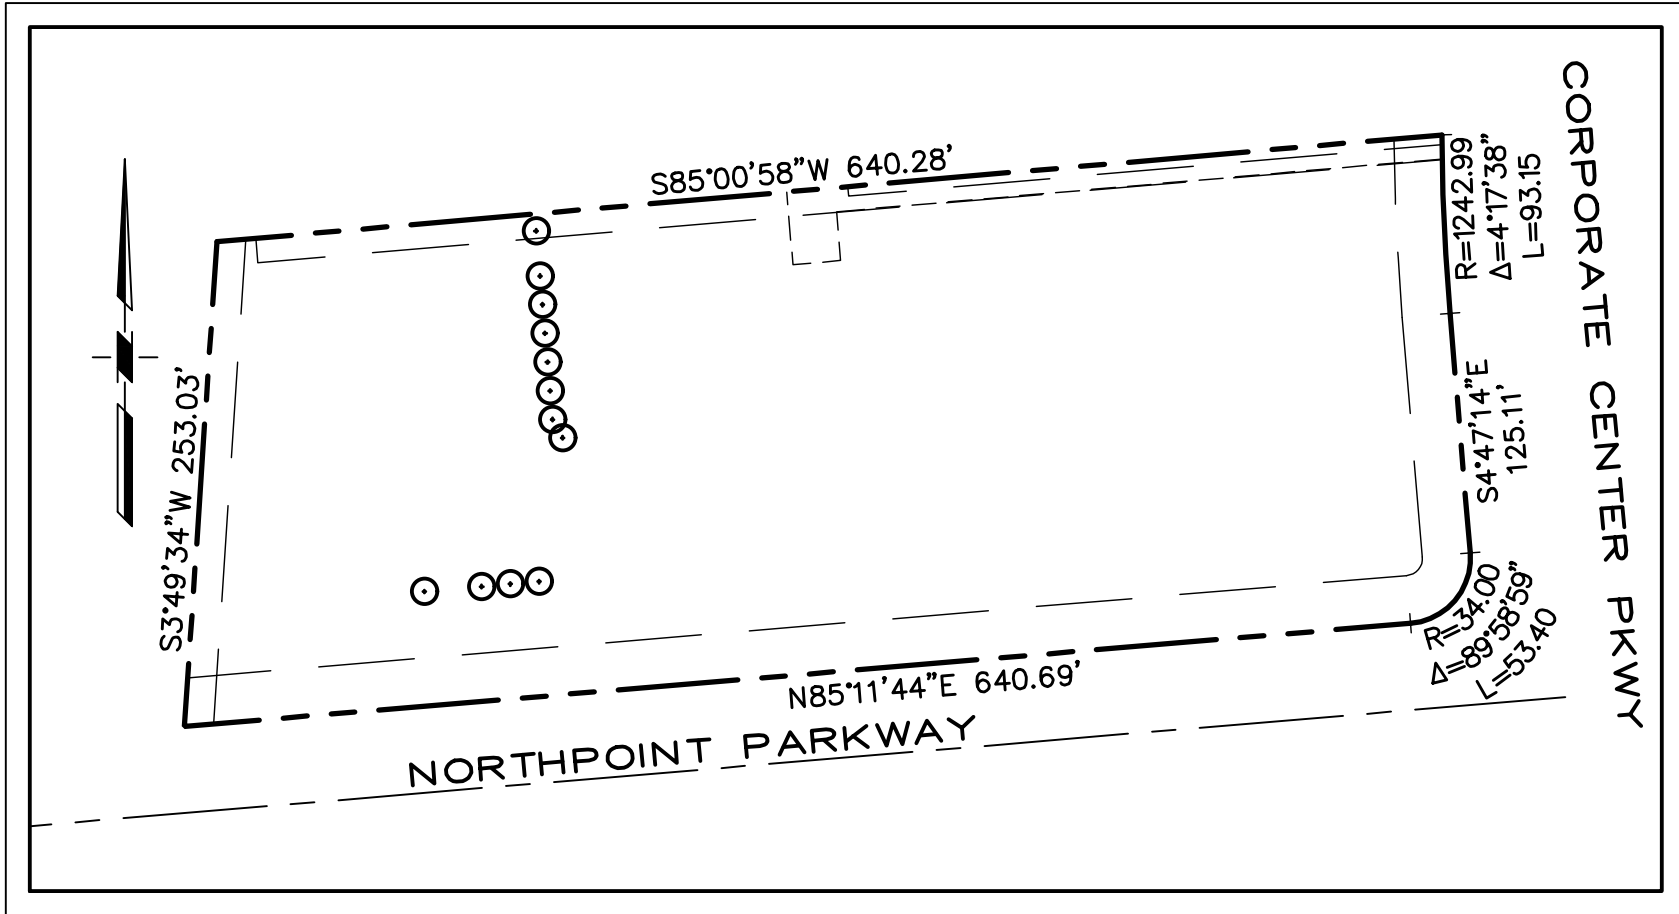 S85°00'58"W 640.28'
R=1242.99
Δ=4°17'38"
L=93.15
CORPORATE CENTER PKWY
S3°49'34"W 253.03'
S4°47'14"E
125.11'
R=34.00
Δ=89°58'59"
L=53.40
N85°11'44"E 640.69'
NORTHPOINT PARKWAY